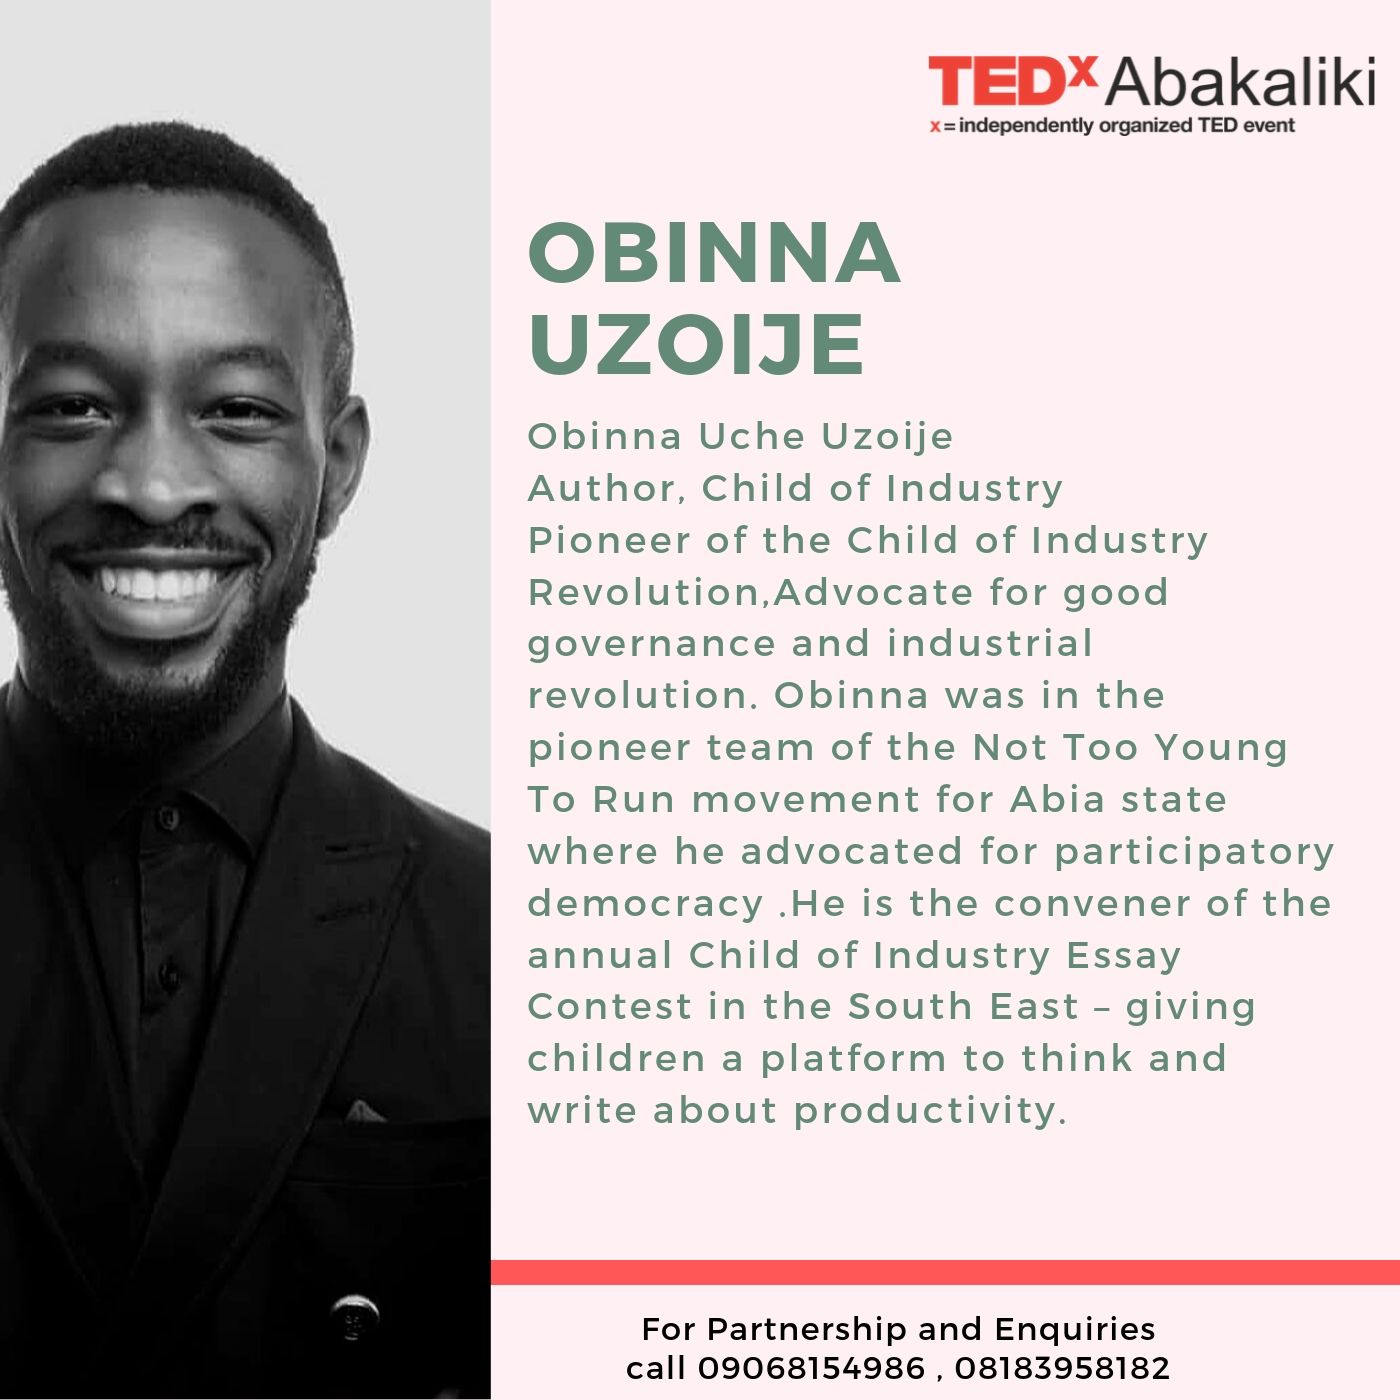 TEDx Abakaliki
x = independently organized TED event
OBINNA
UZOIJE
Obinna Uche Uzoije
Author, Child of Industry
Pioneer of the Child of Industry
Revolution,Advocate for good
governance and industrial
revolution. Obinna was in the
pioneer team of the Not Too Young
To Run movement for Abia state
where he advocated for participatory
democracy .He is the convener of the
annual Child of Industry Essay
Contest in the South East – giving
children a platform to think and
write about productivity.
For Partnership and Enquiries
call 09068154986 , 08183958182